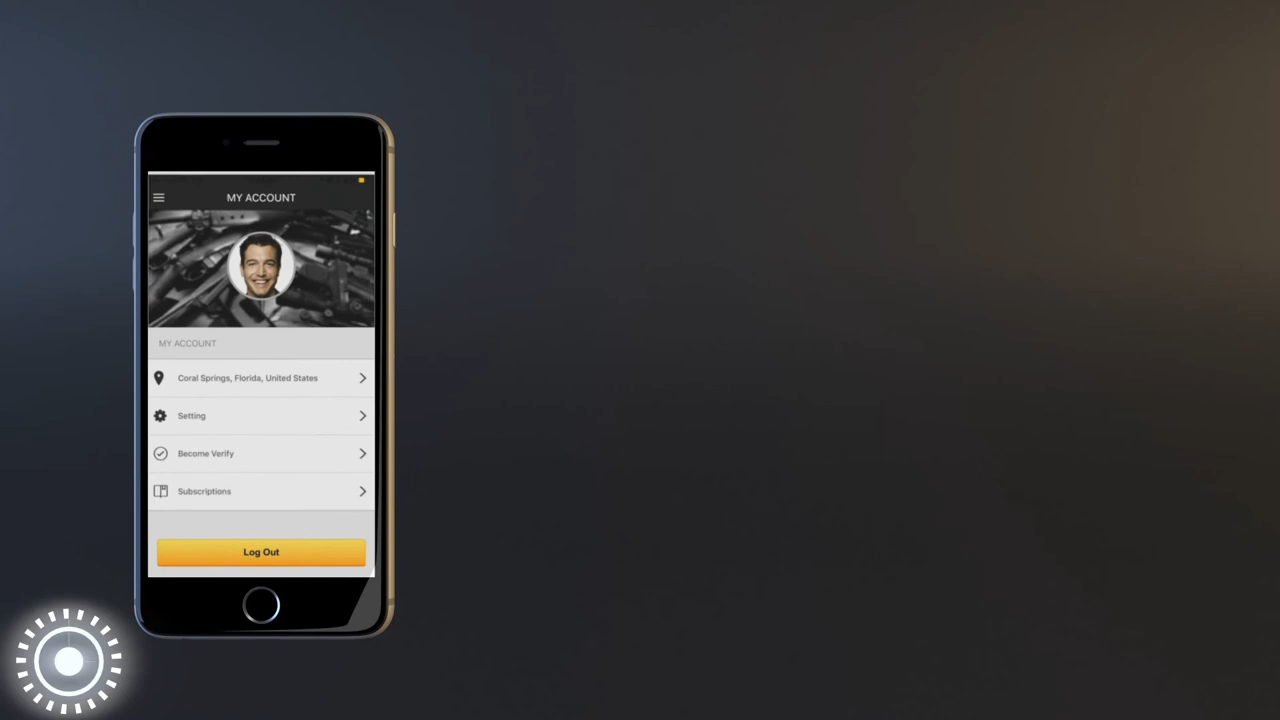 MY ACCOUNT
MY ACCOUNT
Coral Springs, Florida, United States
Setting
Become Verify
Subscriptions
Log Out